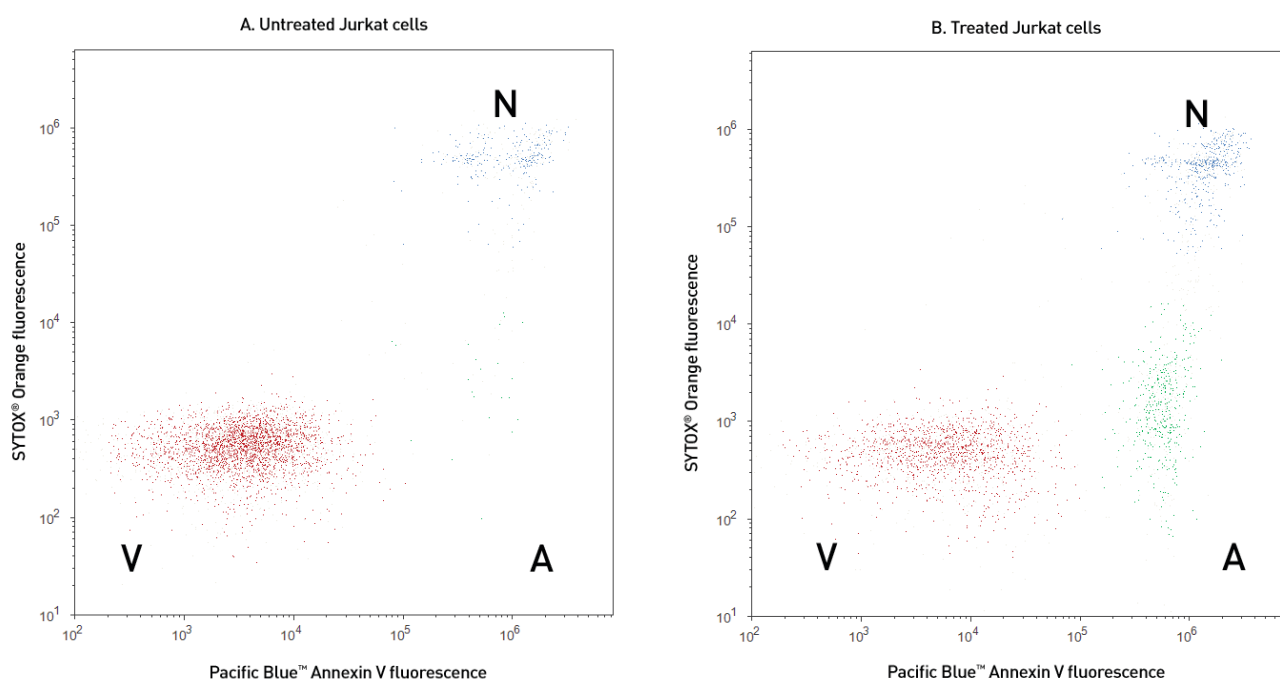 A. Untreated Jurkat cells
N
10⁶
10⁵
10⁴
10³
10²
10¹
SYTOX® Orange fluorescence
V
A
10² 10³ 10⁴ 10⁵ 10⁶
Pacific Blue™ Annexin V fluorescence
B. Treated Jurkat cells
N
10⁶
10⁵
10⁴
10³
10²
10¹
SYTOX® Orange fluorescence
V
A
10² 10³ 10⁴ 10⁵ 10⁶
Pacific Blue™ Annexin V fluorescence